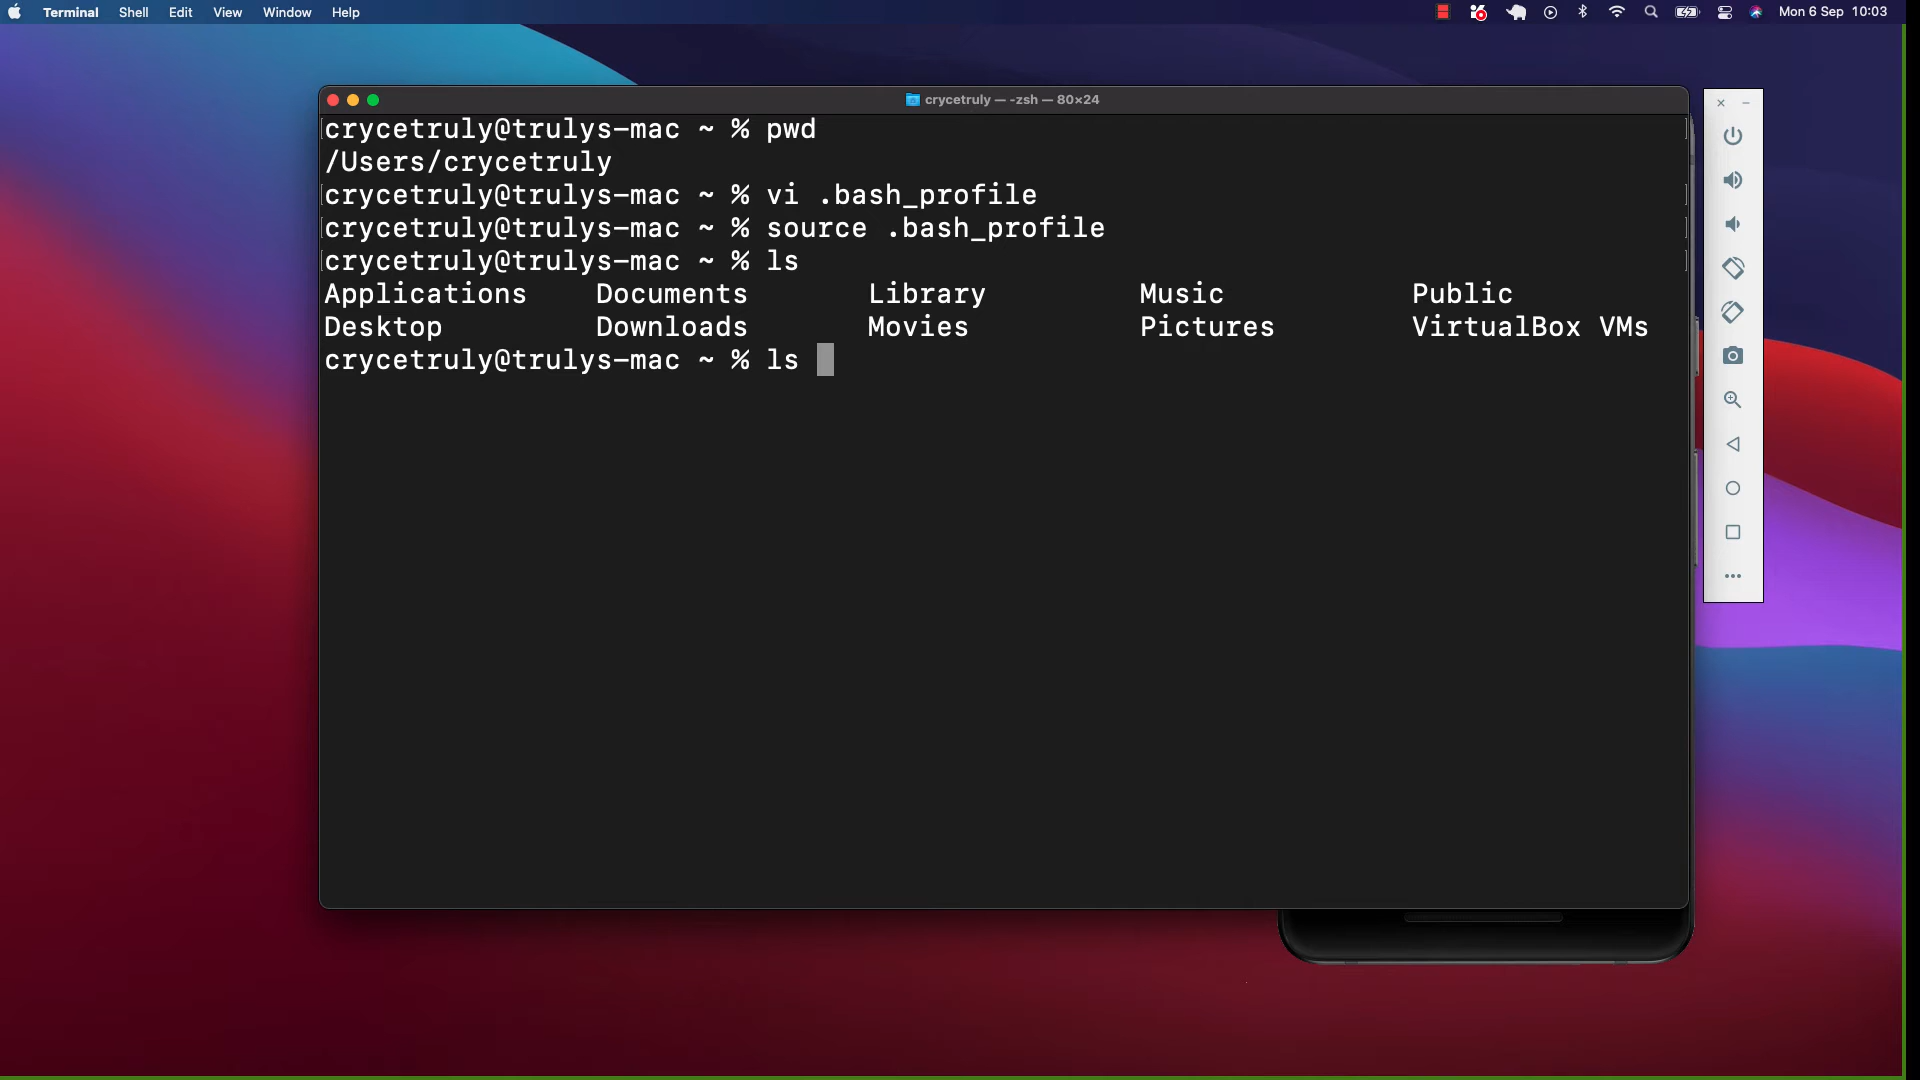 Terminal Shell Edit View Window Help Mon 6 Sep 10:03
crycetruly — -zsh — 80×24
crycetruly@trulys-mac ~ % pwd
/Users/crycetruly
crycetruly@trulys-mac ~ % vi .bash_profile
crycetruly@trulys-mac ~ % source .bash_profile
crycetruly@trulys-mac ~ % ls
Applications Documents Library Music Public
Desktop Downloads Movies Pictures VirtualBox VMs
crycetruly@trulys-mac ~ % ls